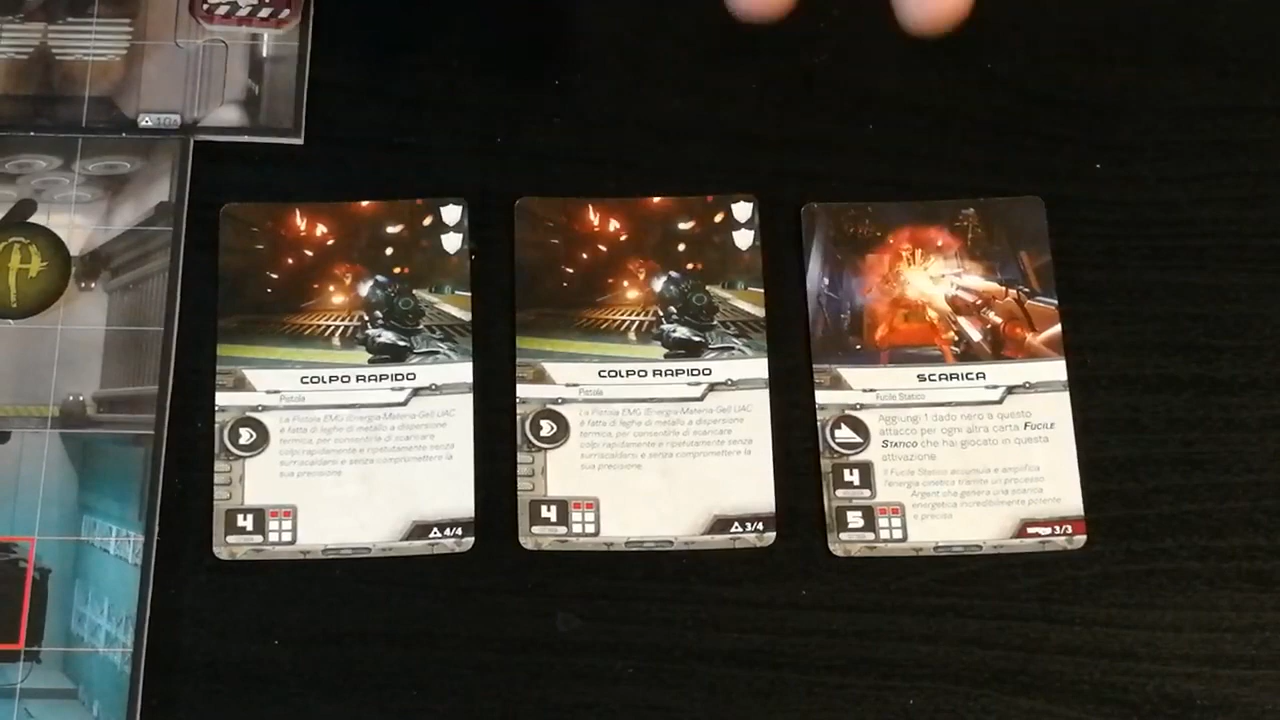 10A
COLPO RAPIDO
Pistola
La Pistola EMG (Energia-Materia-Gel) UAC
è fatta di leghe di metallo a dispersione
termica, per consentirle di scaricare
colpi rapidamente e ripetutamente senza
surriscaldarsi e senza compromettere la
sua precisione.
4
4/4
COLPO RAPIDO
Pistola
La Pistola EMG (Energia-Materia-Gel) UAC
è fatta di leghe di metallo a dispersione
termica, per consentirle di scaricare
colpi rapidamente e ripetutamente senza
surriscaldarsi e senza compromettere la
sua precisione.
4
3/4
SCARICA
Fucile Statico
Aggiungi 1 dado nero a questo
attacco per ogni altra carta FUCILE
STATICO che hai giocato in questa
attivazione.
Il Fucile Statico accumula e amplifica
l'energia cinetica tramite un processo
Argent che genera una scarica
energetica incredibilmente potente
e precisa.
4
5
3/3